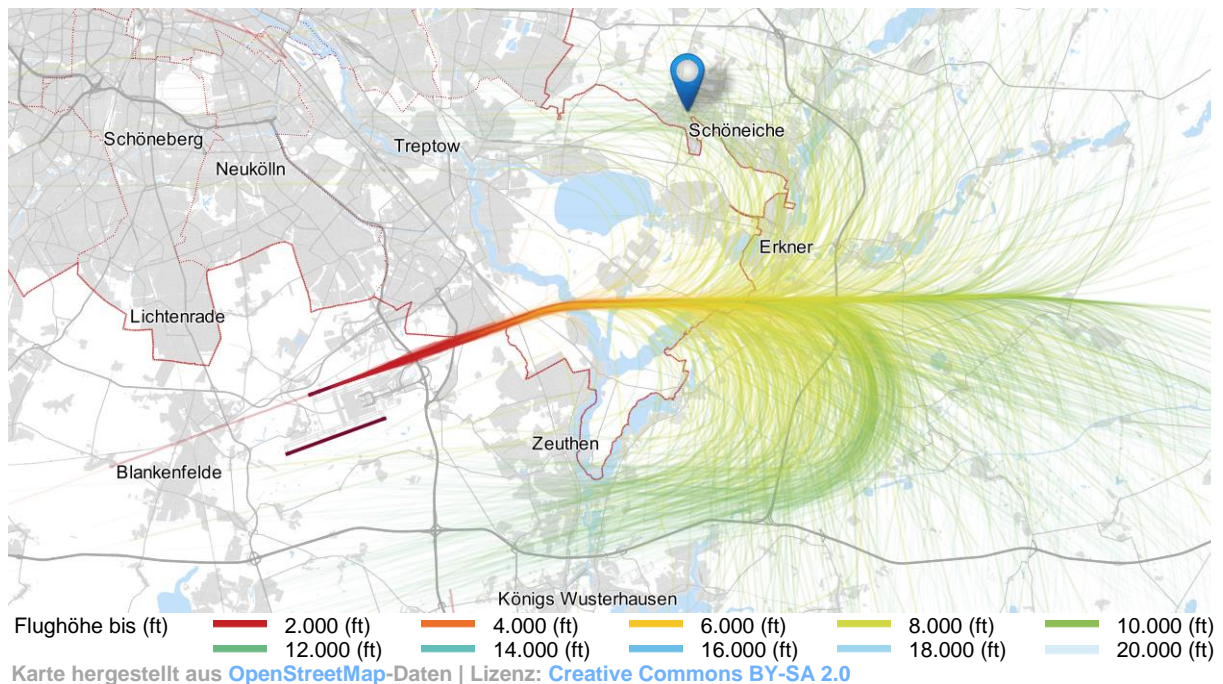 Schöneiche
Schöneberg
Treptow
Neukölln
Erkner
Lichtenrade
Zeuthen
Blankenfelde
Königs Wusterhausen
Flughöhe bis (ft) 2.000 (ft) 4.000 (ft) 6.000 (ft) 8.000 (ft) 10.000 (ft)
12.000 (ft) 14.000 (ft) 16.000 (ft) 18.000 (ft) 20.000 (ft)
Karte hergestellt aus OpenStreetMap-Daten | Lizenz: Creative Commons BY-SA 2.0